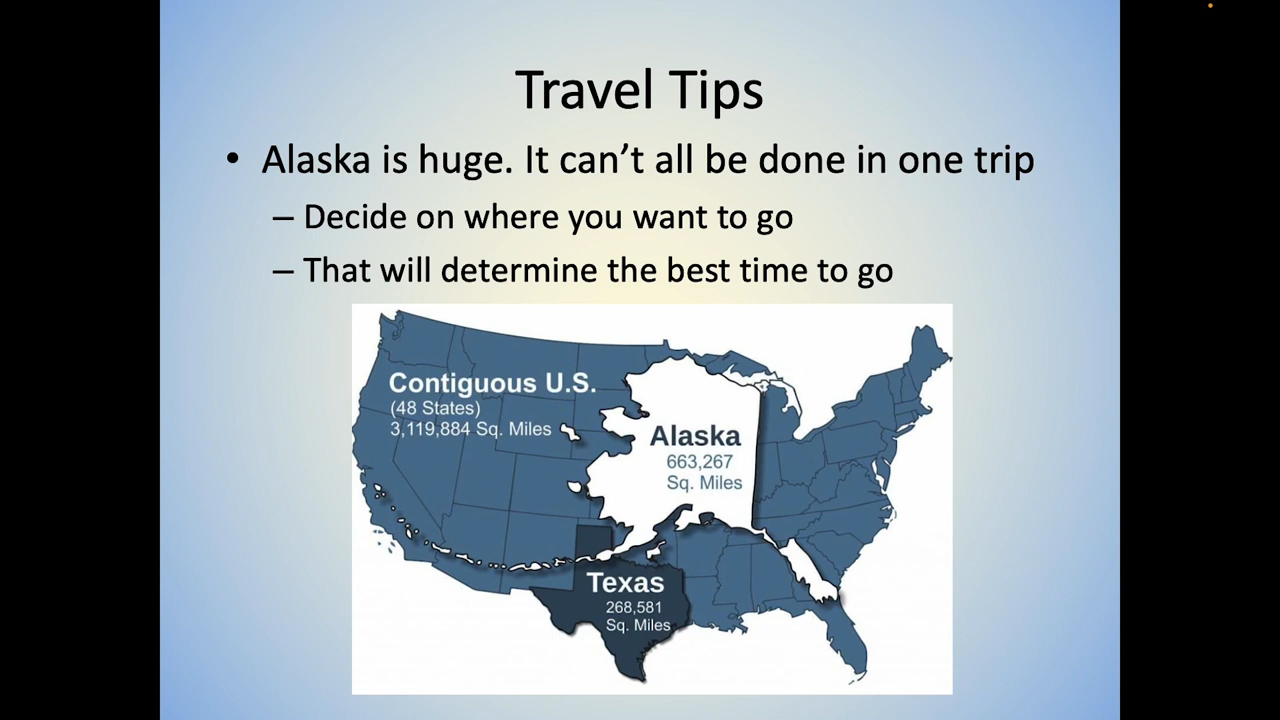 Travel Tips
• Alaska is huge. It can’t all be done in one trip
– Decide on where you want to go
– That will determine the best time to go
Contiguous U.S.
(48 States)
3,119,884 Sq. Miles
Alaska
663,267
Sq. Miles
Texas
268,581
Sq. Miles